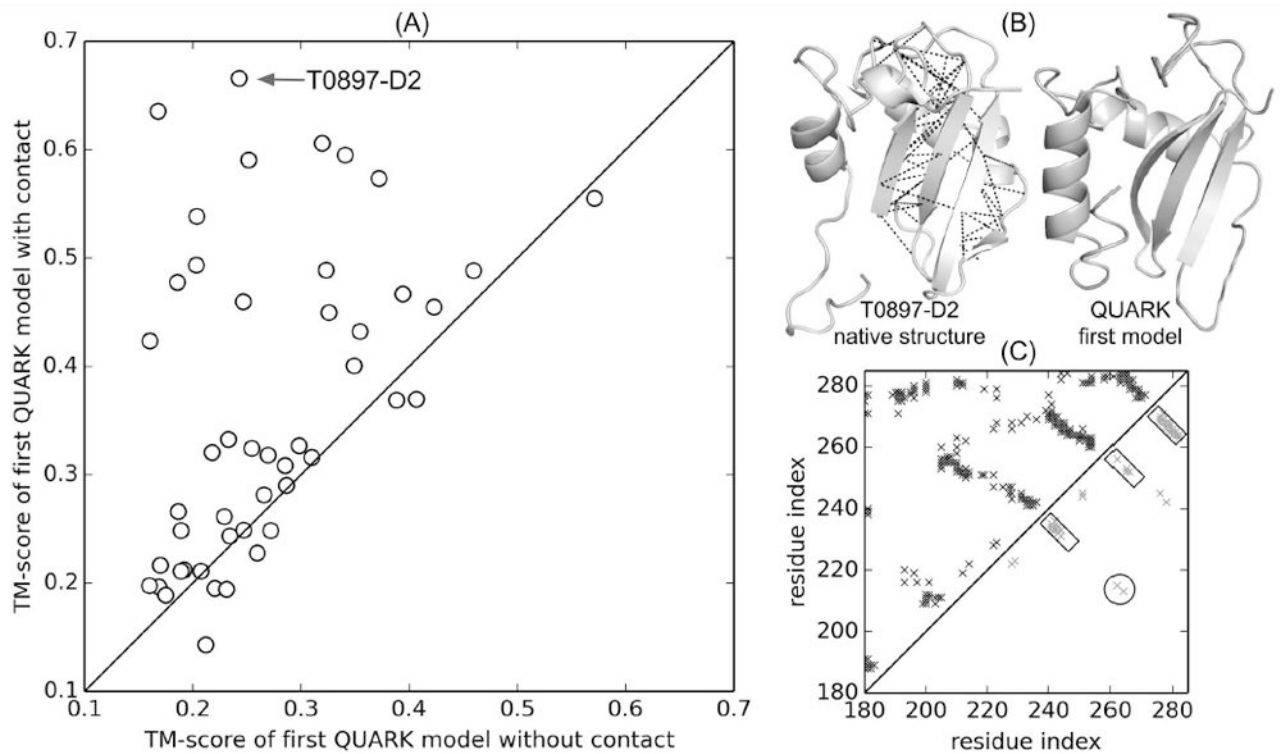 (A)
0.7
0.6
0.5
0.4
0.3
0.2
0.1
TM-score of first QUARK model with contact
T0897-D2
0.1 0.2 0.3 0.4 0.5 0.6 0.7
TM-score of first QUARK model without contact
(B)
T0897-D2
native structure
QUARK
first model
(C)
280
260
240
220
200
180
residue index
180 200 220 240 260 280
residue index